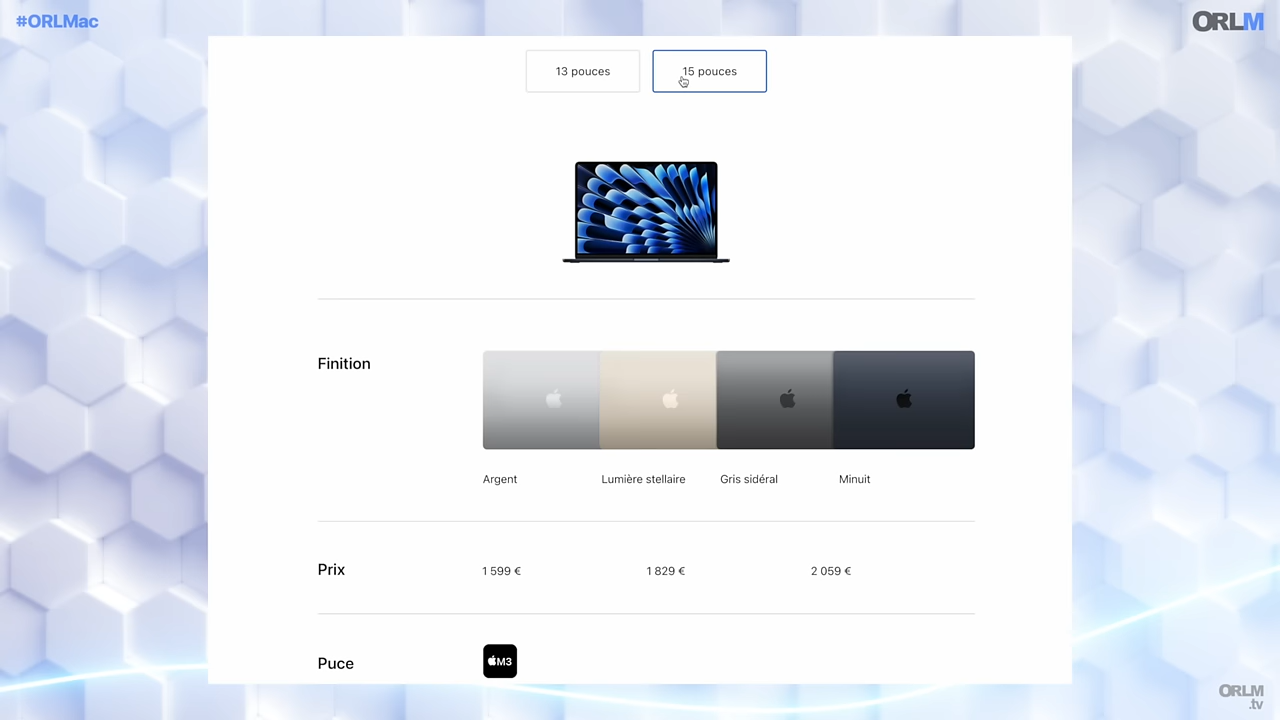 #ORLMac
ORLM
13 pouces
15 pouces
Finition
Argent
Lumière stellaire
Gris sidéral
Minuit
Prix
1 599 €
1 829 €
2 059 €
Puce
M3
ORLM
.tv